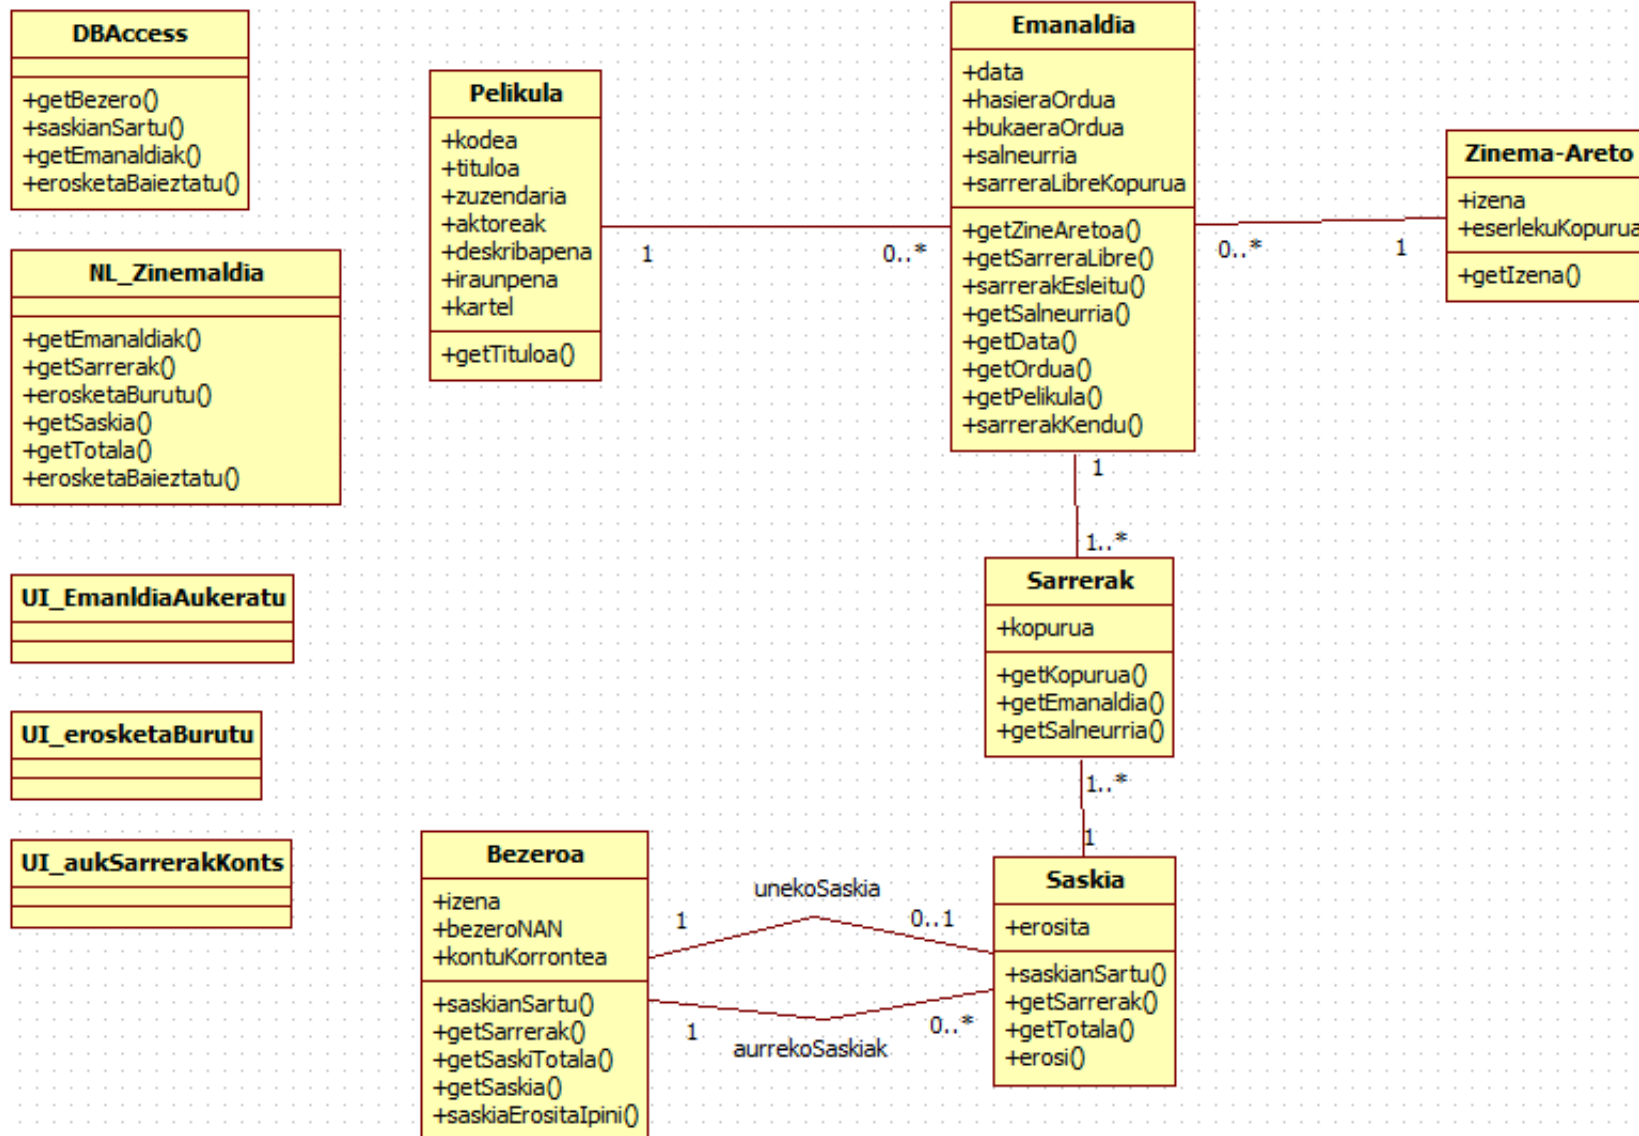 DBAccess
+getBezero()
+saskianSartu()
+getEmanaldiak()
+erosketaBaieztatu()
NL_Zinemaldia
+getEmanaldiak()
+getSarrerak()
+erosketaBurutu()
+getSaskia()
+getTotala()
+erosketaBaieztatu()
UI_EmanldiaAukeratu
UI_erosketaBurutu
UI_aukSarrerakKonts
Pelikula
+kodea
+tituloa
+zuzendaria
+aktoreak
+deskribapena
+iraunpena
+kartel
+getTituloa()
1
0..*
Emanaldia
+data
+hasieraOrdua
+bukaeraOrdua
+salneurria
+sarreraLibreKopurua
+getZineAretoa()
+getSarreraLibre()
+sarrerakEsleitu()
+getSalneurria()
+getData()
+getOrdua()
+getPelikula()
+sarrerakKendu()
0..*
1
Zinema-Areto
+izena
+eserlekuKopurua
+getIzena()
1
1..*
Sarrerak
+kopurua
+getKopurua()
+getEmanaldia()
+getSalneurria()
1..*
1
Bezeroa
+izena
+bezeroNAN
+kontuKorrontea
+saskianSartu()
+getSarrerak()
+getSaskiTotala()
+getSaskia()
+saskiaErositaIpini()
unekoSaskia
1
0..1
1
0..*
aurrekoSaskiak
Saskia
+erosita
+saskianSartu()
+getSarrerak()
+getTotala()
+erosi()